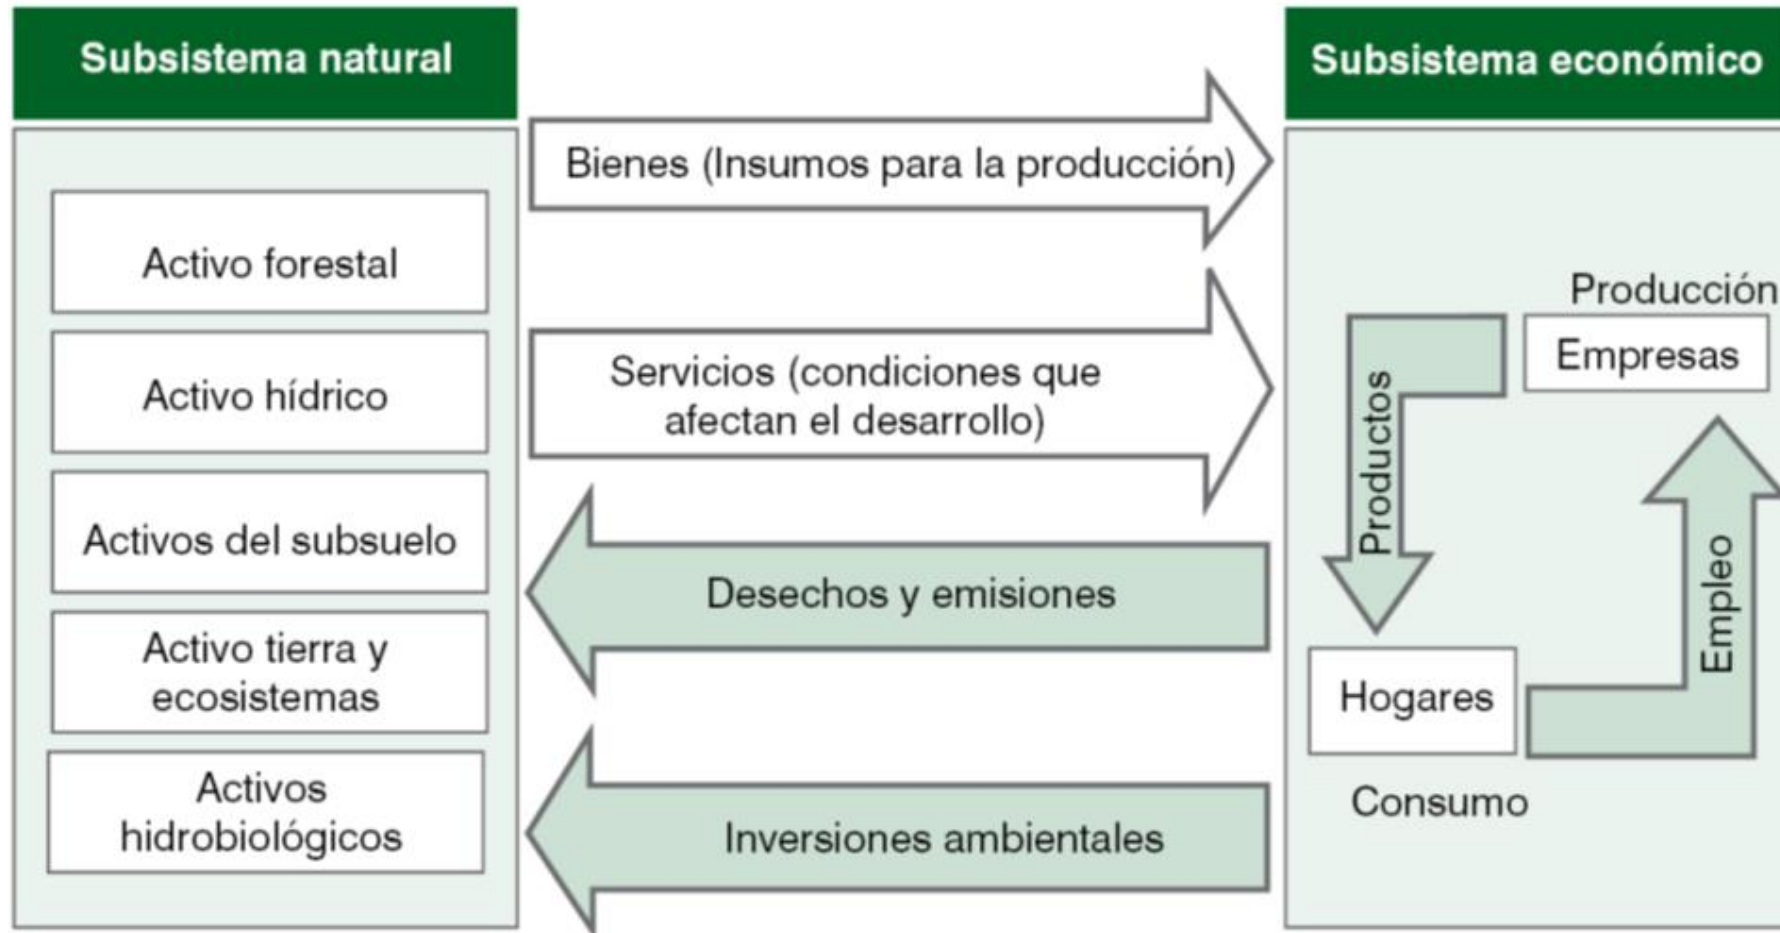 Subsistema natural
Activo forestal
Activo hídrico
Activos del subsuelo
Activo tierra y
ecosistemas
Activos
hidrobiológicos
Bienes (Insumos para la producción)
Servicios (condiciones que
afectan el desarrollo)
Desechos y emisiones
Inversiones ambientales
Subsistema económico
Producción
Empresas
Productos
Empleo
Hogares
Consumo